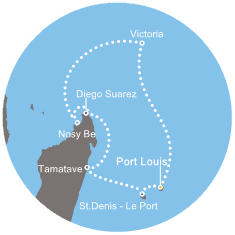 Victoria
Diego Suarez
Nosy Be
Port Louis
Tamatave
St.Denis - Le Port